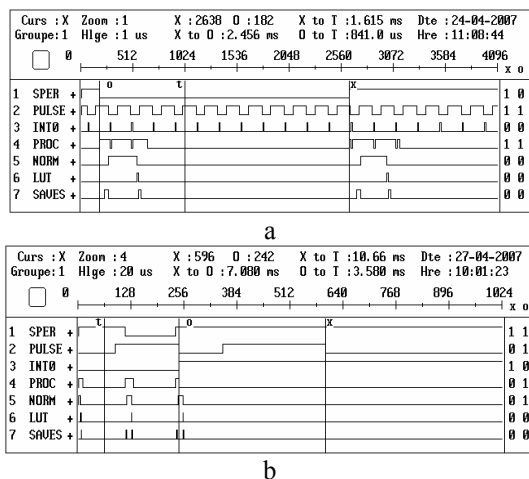 Curs :X Zoom :1 X :2638 O :182 X to T :1.615 ms Dte :24-04-2007
Groupe:1 Hlge :1 us X to O :2.456 ms O to T :841.0 us Hre :11:08:44
0 512 1024 1536 2048 2560 3072 3584 4096
X O
o t X
1 SPER + 1 0
2 PULSE + 1 1
3 INT0 + 0 0
4 PROC + 1 1
5 NORM + 0 0
6 LUT + 0 0
7 SAVES + 0 0
a
Curs :X Zoom :4 X :596 O :242 X to T :10.66 ms Dte :27-04-2007
Groupe:1 Hlge :20 us X to O :7.080 ms O to T :3.580 ms Hre :10:01:23
0 128 256 384 512 640 768 896 1024
X O
t o X
1 SPER + 1 1
2 PULSE + 0 1
3 INT0 + 1 0
4 PROC + 0 1
5 NORM + 0 1
6 LUT + 0 0
7 SAVES + 0 0
b